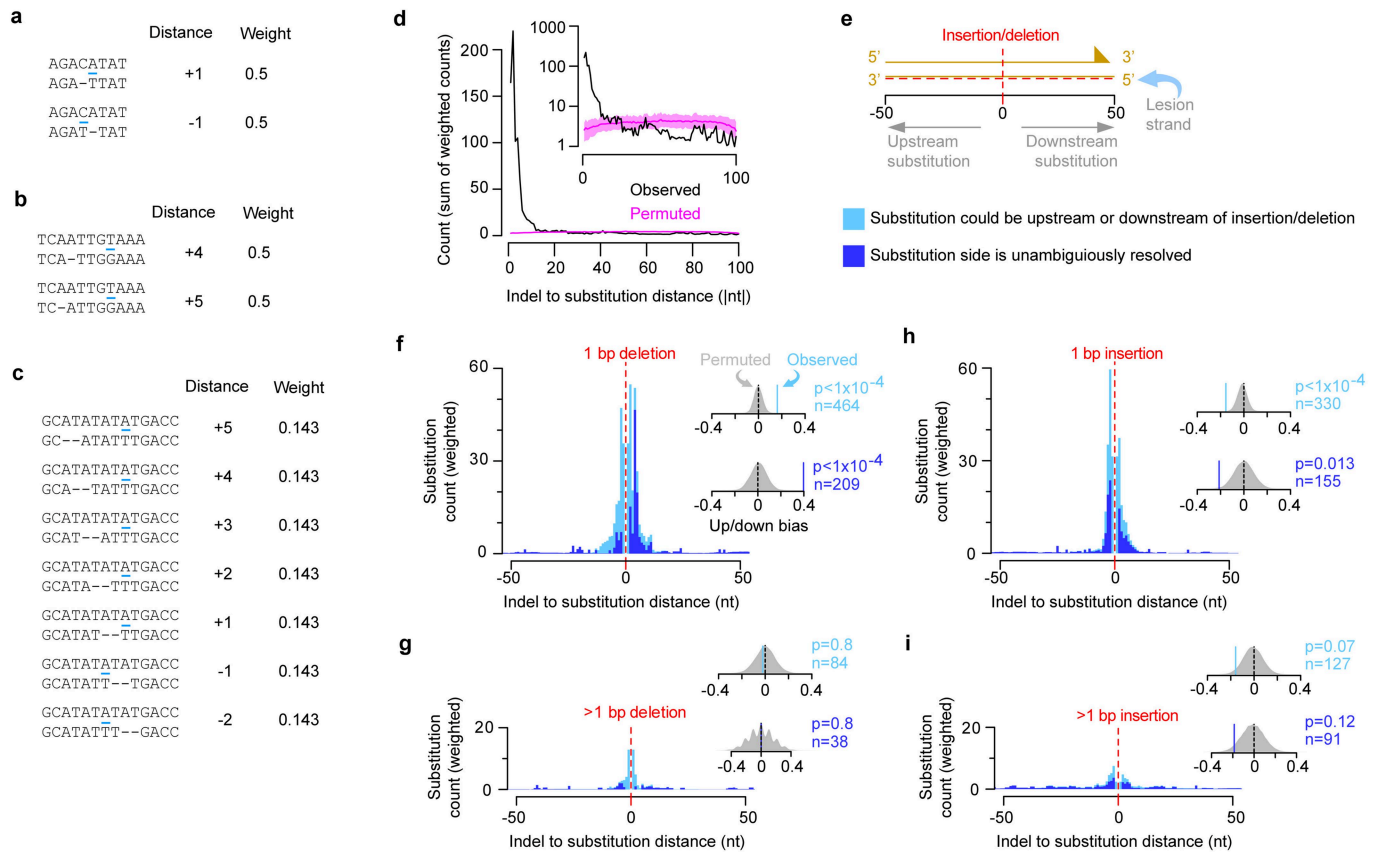 a
Distance Weight
AGACATAT
AGA-TTAT
+1 0.5
AGACATAT
AGAT-TAT
-1 0.5
b
Distance Weight
TCAATTGTAAA
TCA-TTGGAAA
+4 0.5
TCAATTGTAAA
TC-ATTGGAAA
+5 0.5
c
Distance Weight
GCATATATATGACC
GC--ATATTTGACC
+5 0.143
GCATATATATGACC
GCA--TATTTGACC
+4 0.143
GCATATATATGACC
GCAT--ATTTGACC
+3 0.143
GCATATATATGACC
GCATA--TTTGACC
+2 0.143
GCATATATATGACC
GCATAT--TTGACC
+1 0.143
GCATATATATGACC
GCATATT--TGACC
-1 0.143
GCATATATATGACC
GCATATTT--GACC
-2 0.143
d
Count (sum of weighted counts)
200
150
100
50
0
1000
100
10
1
0 100
Observed
Permuted
0 20 40 60 80 100
Indel to substitution distance (|nt|)
e
Insertion/deletion
5’ 3’
3’ 5’
-50 0 50
Lesion
strand
Upstream
substitution
Downstream
substitution
Substitution could be upstream or downstream of insertion/deletion
Substitution side is unambiguiously resolved
f
1 bp deletion
Substitution
count (weighted)
60
30
0
-50 0 50
Indel to substitution distance (nt)
Permuted Observed
p<1x10-4
n=464
-0.4 0 0.4
p<1x10-4
n=209
-0.4 0 0.4
Up/down bias
h
1 bp insertion
Substitution
count (weighted)
60
30
0
-50 0 50
Indel to substitution distance (nt)
p<1x10-4
n=330
-0.4 0 0.4
p=0.013
n=155
-0.4 0 0.4
g
>1 bp deletion
Substitution
count (weighted)
20
0
-50 0 50
Indel to substitution distance (nt)
p=0.8
n=84
-0.4 0 0.4
p=0.8
n=38
-0.4 0 0.4
i
>1 bp insertion
Substitution
count (weighted)
20
0
-50 0 50
Indel to substitution distance (nt)
p=0.07
n=127
-0.4 0 0.4
p=0.12
n=91
-0.4 0 0.4